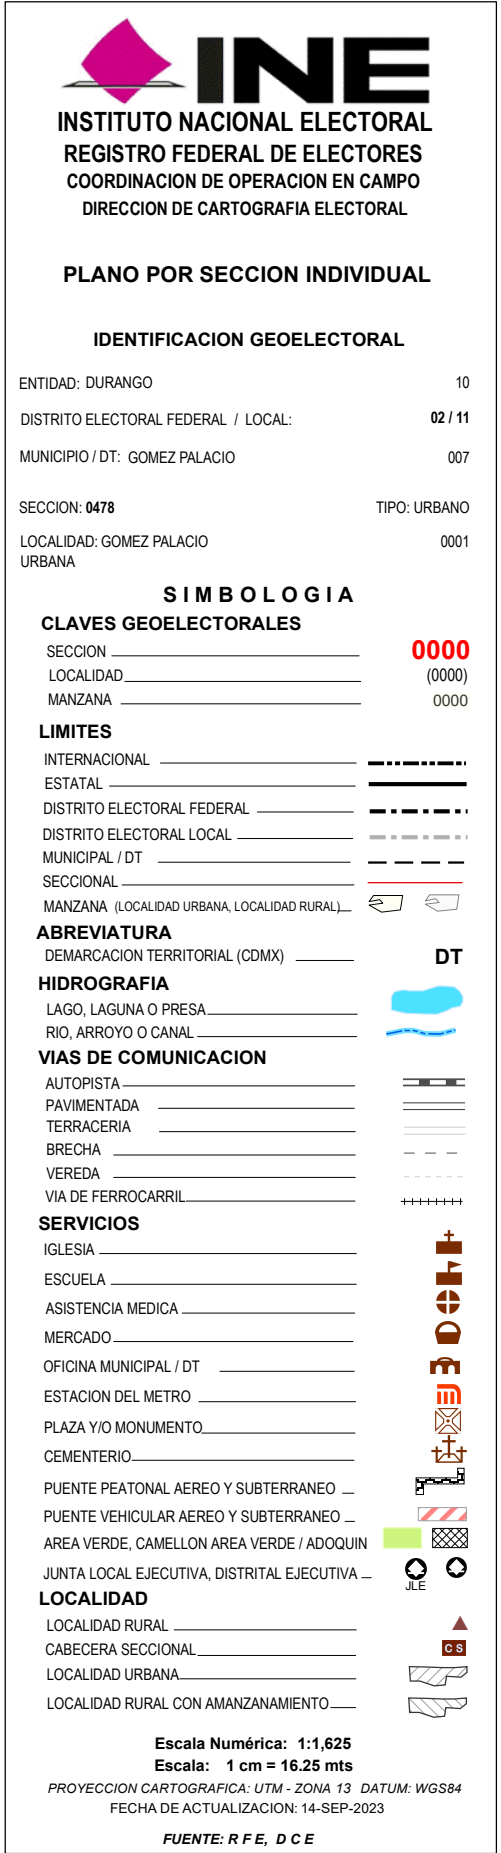 INE
INSTITUTO NACIONAL ELECTORAL
REGISTRO FEDERAL DE ELECTORES
COORDINACION DE OPERACION EN CAMPO
DIRECCION DE CARTOGRAFIA ELECTORAL
PLANO POR SECCION INDIVIDUAL
IDENTIFICACION GEOELECTORAL
ENTIDAD: DURANGO 10
DISTRITO ELECTORAL FEDERAL / LOCAL: 02 / 11
MUNICIPIO / DT: GOMEZ PALACIO 007
SECCION: 0478 TIPO: URBANO
LOCALIDAD: GOMEZ PALACIO 0001
URBANA
SIMBOLOGIA
CLAVES GEOELECTORALES
SECCION 0000
LOCALIDAD (0000)
MANZANA 0000
LIMITES
INTERNACIONAL
ESTATAL
DISTRITO ELECTORAL FEDERAL
DISTRITO ELECTORAL LOCAL
MUNICIPAL / DT
SECCIONAL
MANZANA (LOCALIDAD URBANA, LOCALIDAD RURAL)
ABREVIATURA
DEMARCACION TERRITORIAL (CDMX) DT
HIDROGRAFIA
LAGO, LAGUNA O PRESA
RIO, ARROYO O CANAL
VIAS DE COMUNICACION
AUTOPISTA
PAVIMENTADA
TERRACERIA
BRECHA
VEREDA
VIA DE FERROCARRIL
SERVICIOS
IGLESIA
ESCUELA
ASISTENCIA MEDICA
MERCADO
OFICINA MUNICIPAL / DT
ESTACION DEL METRO
PLAZA Y/O MONUMENTO
CEMENTERIO
PUENTE PEATONAL AEREO Y SUBTERRANEO
PUENTE VEHICULAR AEREO Y SUBTERRANEO
AREA VERDE, CAMELLON AREA VERDE / ADOQUIN
JUNTA LOCAL EJECUTIVA, DISTRITAL EJECUTIVA
JLE
LOCALIDAD
LOCALIDAD RURAL
CABECERA SECCIONAL C S
LOCALIDAD URBANA
LOCALIDAD RURAL CON AMANZANAMIENTO
Escala Numérica: 1:1,625
Escala: 1 cm = 16.25 mts
PROYECCION CARTOGRAFICA: UTM - ZONA 13 DATUM: WGS84
FECHA DE ACTUALIZACION: 14-SEP-2023
FUENTE: R F E, D C E